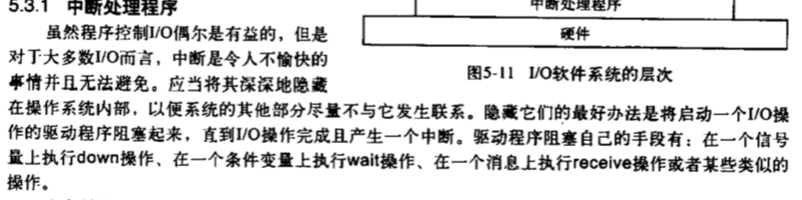 5.3.1 中断处理程序
虽然程序控制I/O偶尔是有益的，但是
对于大多数I/O而言，中断是令人不愉快的
事情并且无法避免。应当将其深深地隐藏
在操作系统内部，以便系统的其他部分尽量不与它发生联系。隐藏它们的最好办法是将启动一个I/O操
作的驱动程序阻塞起来，直到I/O操作完成且产生一个中断。驱动程序阻塞自己的手段有：在一个信号
量上执行down操作、在一个条件变量上执行wait操作、在一个消息上执行receive操作或者某些类似的
操作。
中断处理程序
硬件
图5-11 I/O软件系统的层次